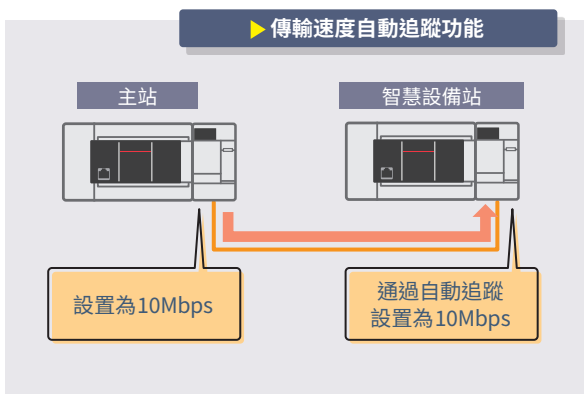 傳輸速度自動追蹤功能
主站
智慧設備站
設置為10Mbps
通過自動追蹤
設置為10Mbps